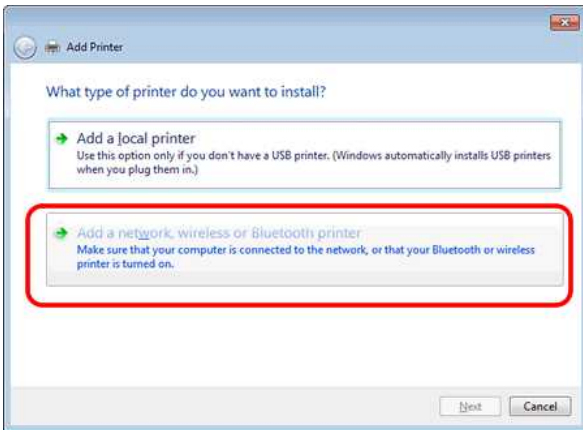 Add Printer
What type of printer do you want to install?
Add a local printer
Use this option only if you don't have a USB printer. (Windows automatically installs USB printers
when you plug them in.)
Add a network, wireless or Bluetooth printer
Make sure that your computer is connected to the network, or that your Bluetooth or wireless
printer is turned on.
Next
Cancel